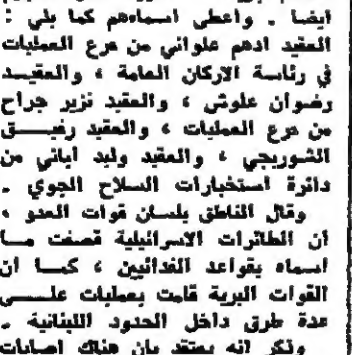 ايضا . واعطى اسماءهم كما يلي :
العقيد ادهم علواني من فرع العمليات
في رئاسة الاركان العامة ، والعقيد
رضوان علوش ، والعقيد نزير جراح
من فرع العمليات ، والعقيد رفيق
الشوربجي ، والعقيد وليد اباني من
دائرة استخبارات السلاح الجوي .
وقال الناطق بلسان قوات العدو ،
أن الطائرات الاسرائيلية قصفت ما
اسماه بقواعد الفدائيين ، كما ان
القوات البرية قامت بعمليات على
عدة طرق داخل الحدود اللبنانية .
وذكر انه يعتقد بان هناك اصابات